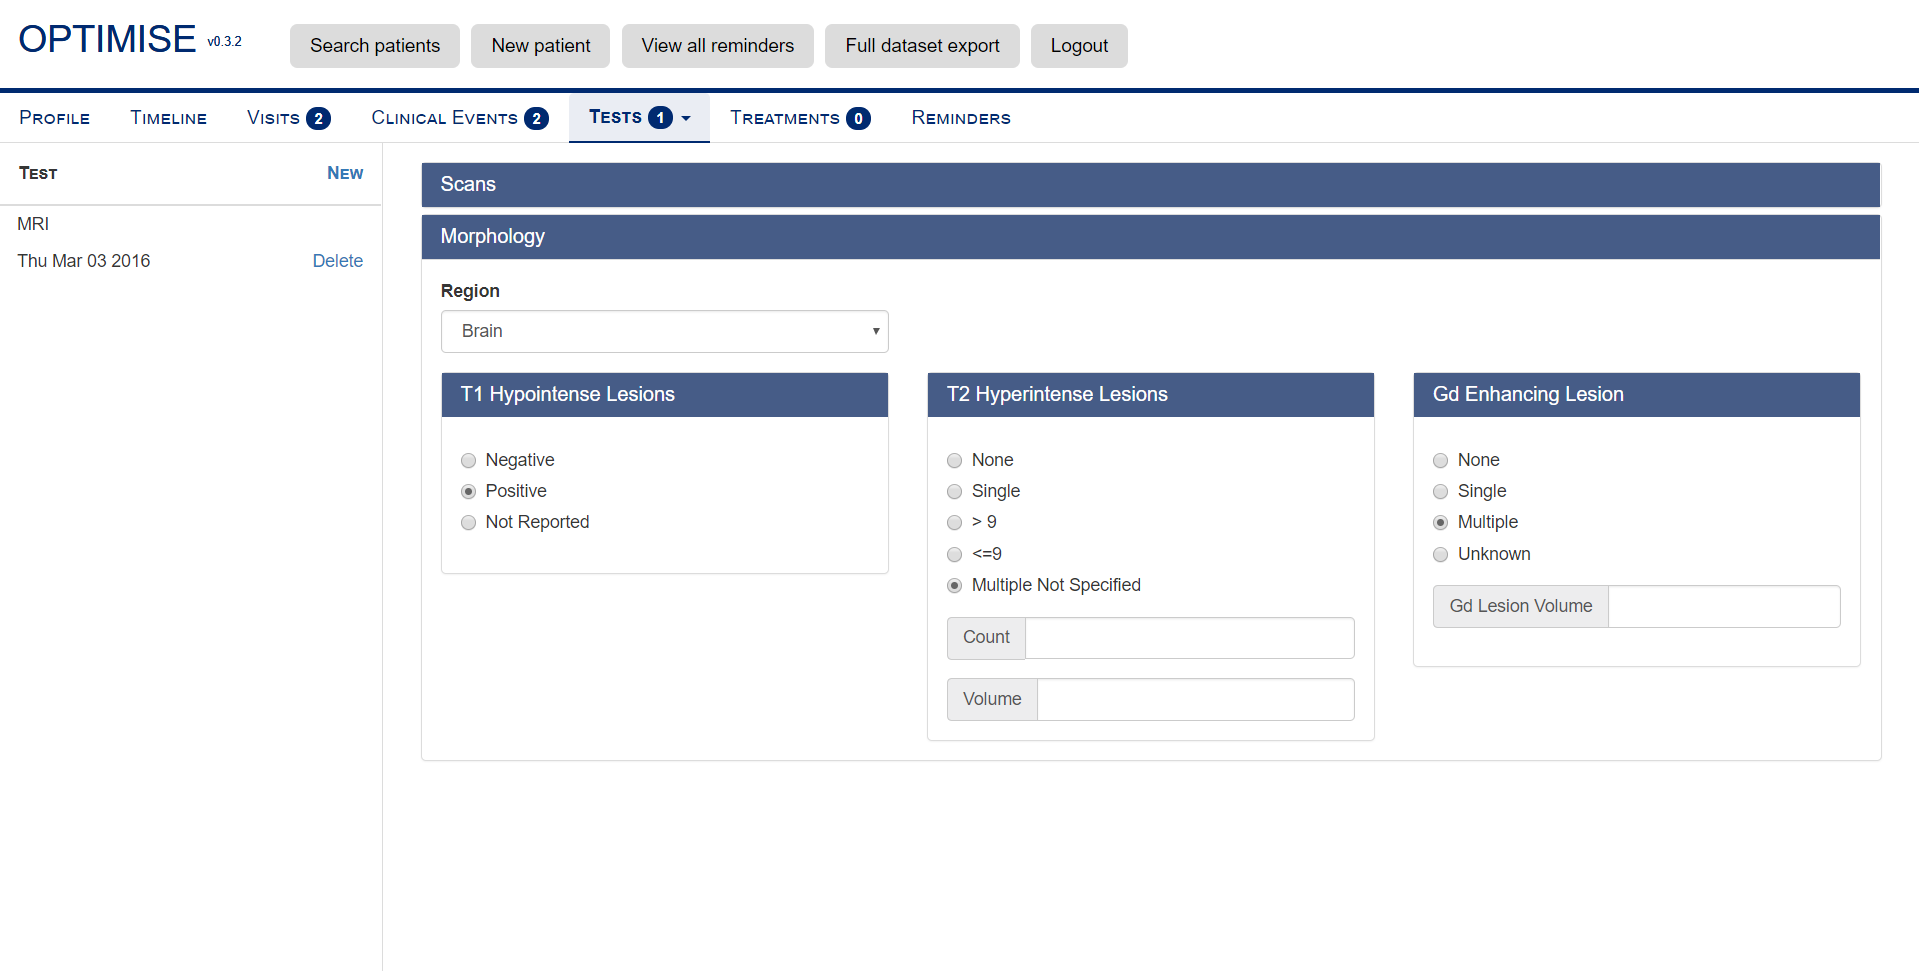 OPTIMISE v0.3.2 Search patients New patient View all reminders Full dataset export Logout
PROFILE TIMELINE VISITS 2 CLINICAL EVENTS 2 TESTS 1 TREATMENTS 0 REMINDERS
TEST NEW
MRI
Thu Mar 03 2016 Delete
Scans
Morphology
Region
Brain
T1 Hypointense Lesions
Negative
Positive
Not Reported
T2 Hyperintense Lesions
None
Single
> 9
<=9
Multiple Not Specified
Count
Volume
Gd Enhancing Lesion
None
Single
Multiple
Unknown
Gd Lesion Volume